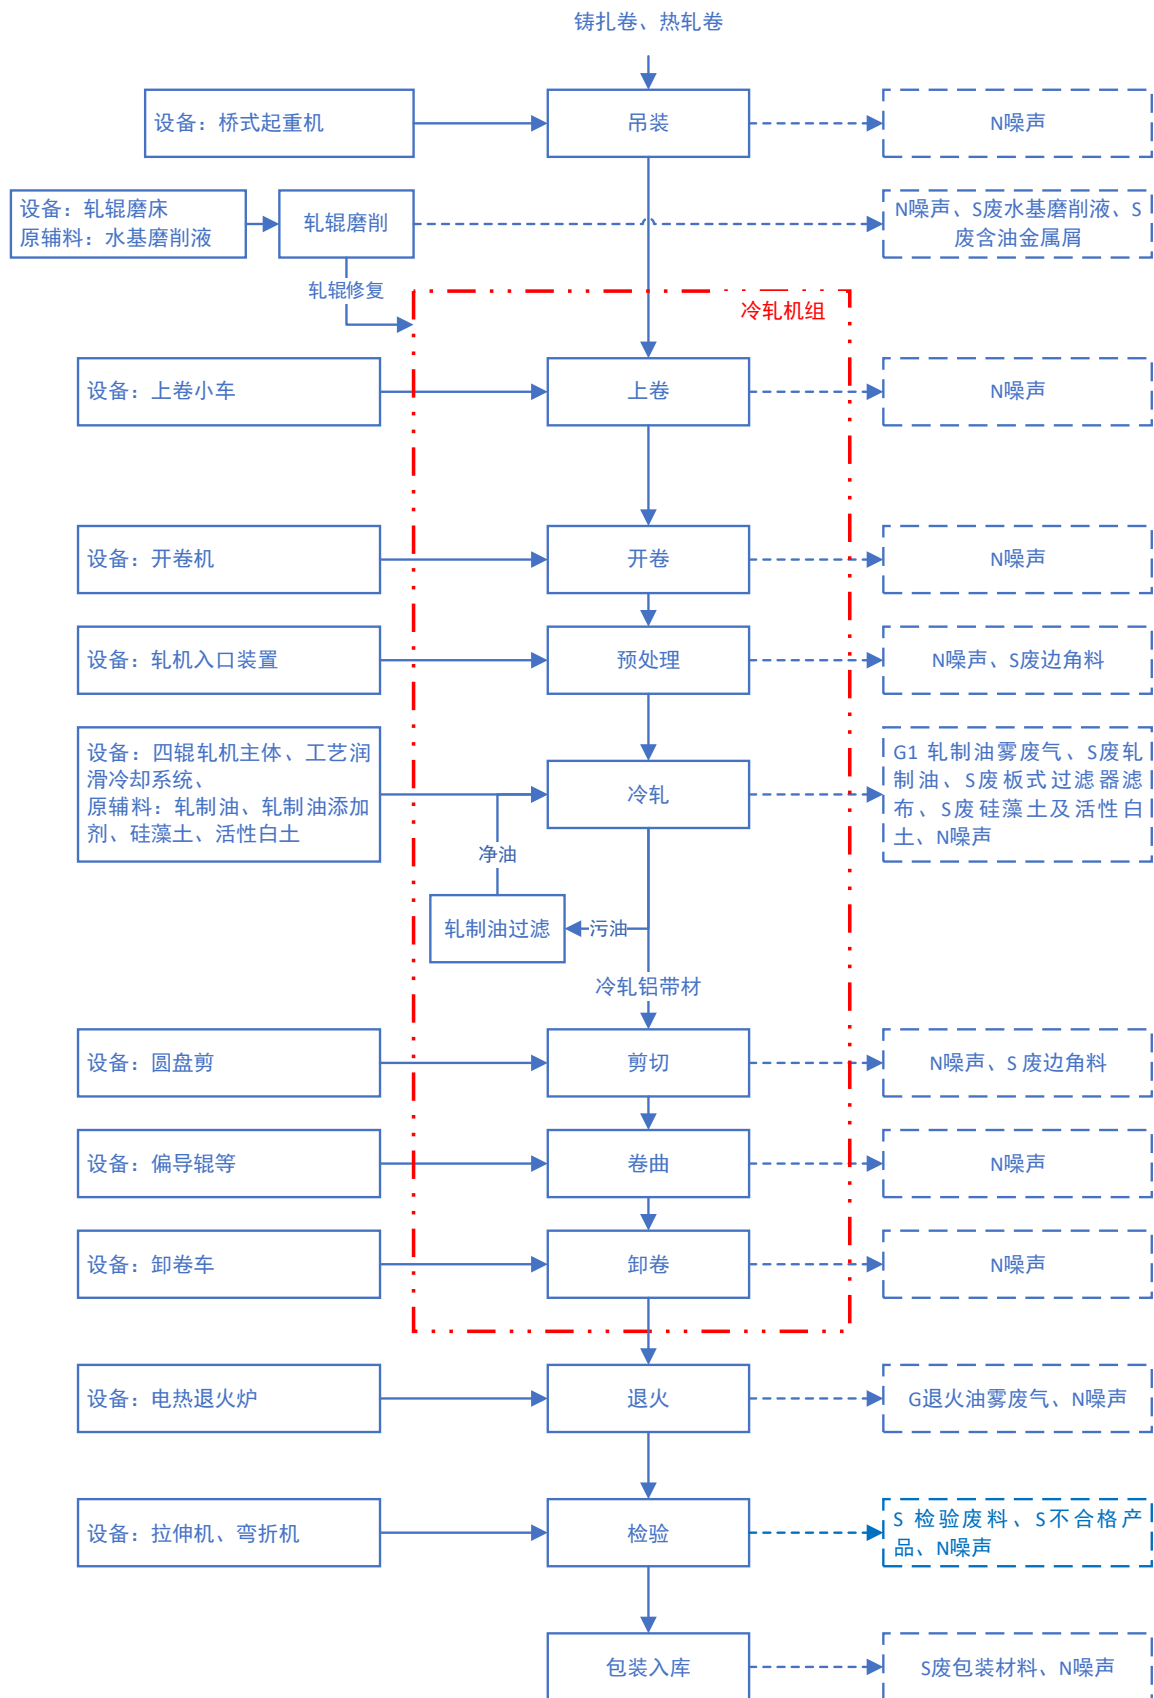 铸扎卷、热轧卷
设备：桥式起重机
吊装
N噪声
设备：轧辊磨床
原辅料：水基磨削液
轧辊磨削
N噪声、S废水基磨削液、S
废含油金属屑
轧辊修复
冷轧机组
设备：上卷小车
上卷
N噪声
设备：开卷机
开卷
N噪声
设备：轧机入口装置
预处理
N噪声、S废边角料
设备：四辊轧机主体、工艺润
滑冷却系统、
原辅料：轧制油、轧制油添加
剂、硅藻土、活性白土
冷轧
G1 轧制油雾废气、S废轧
制油、S废板式过滤器滤
布、S废硅藻土及活性白
土、N噪声
净油
轧制油过滤
污油
冷轧铝带材
设备：圆盘剪
剪切
N噪声、S 废边角料
设备：偏导辊等
卷曲
N噪声
设备：卸卷车
卸卷
N噪声
设备：电热退火炉
退火
G退火油雾废气、N噪声
设备：拉伸机、弯折机
检验
S 检验废料、S不合格产
品、N噪声
包装入库
S废包装材料、N噪声